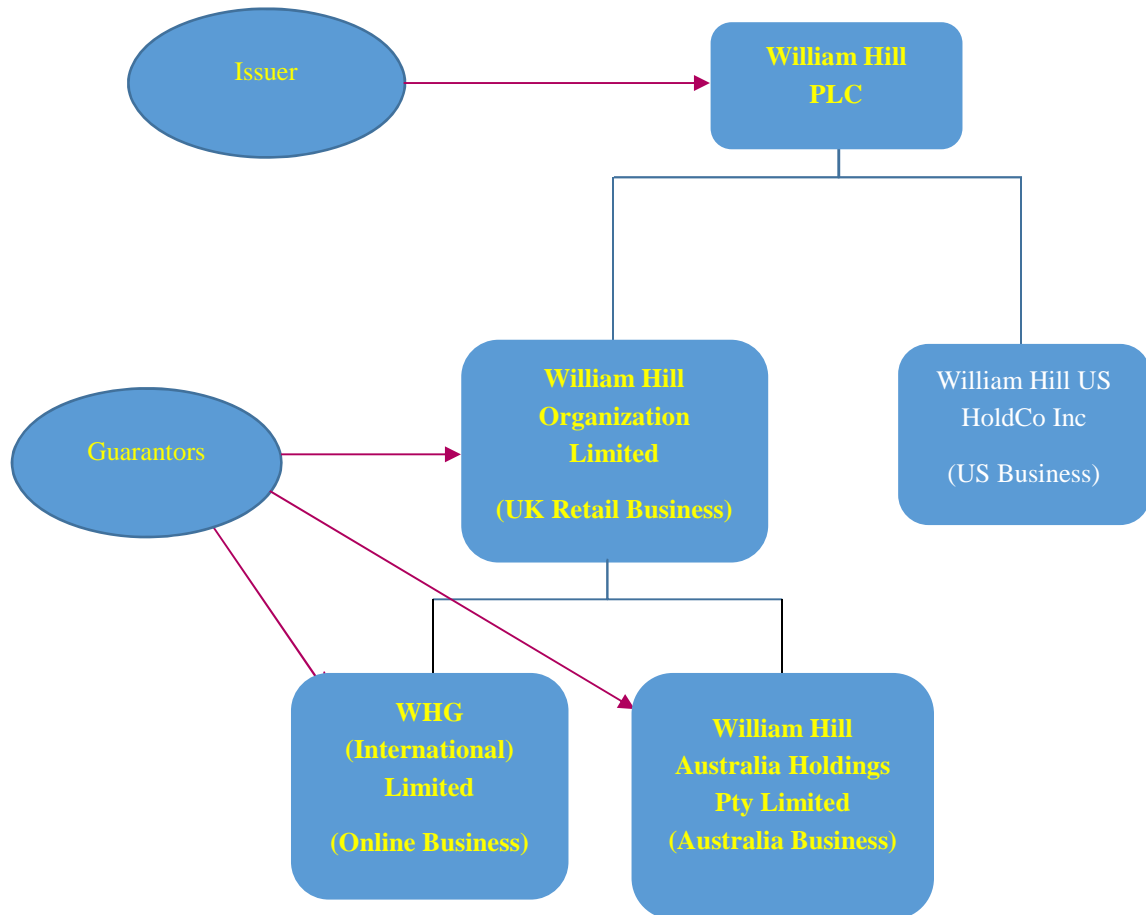 Issuer
William Hill
PLC
William Hill
Organization
Limited
(UK Retail Business)
William Hill US
HoldCo Inc
(US Business)
Guarantors
WHG
(International)
Limited
(Online Business)
William Hill
Australia Holdings
Pty Limited
(Australia Business)